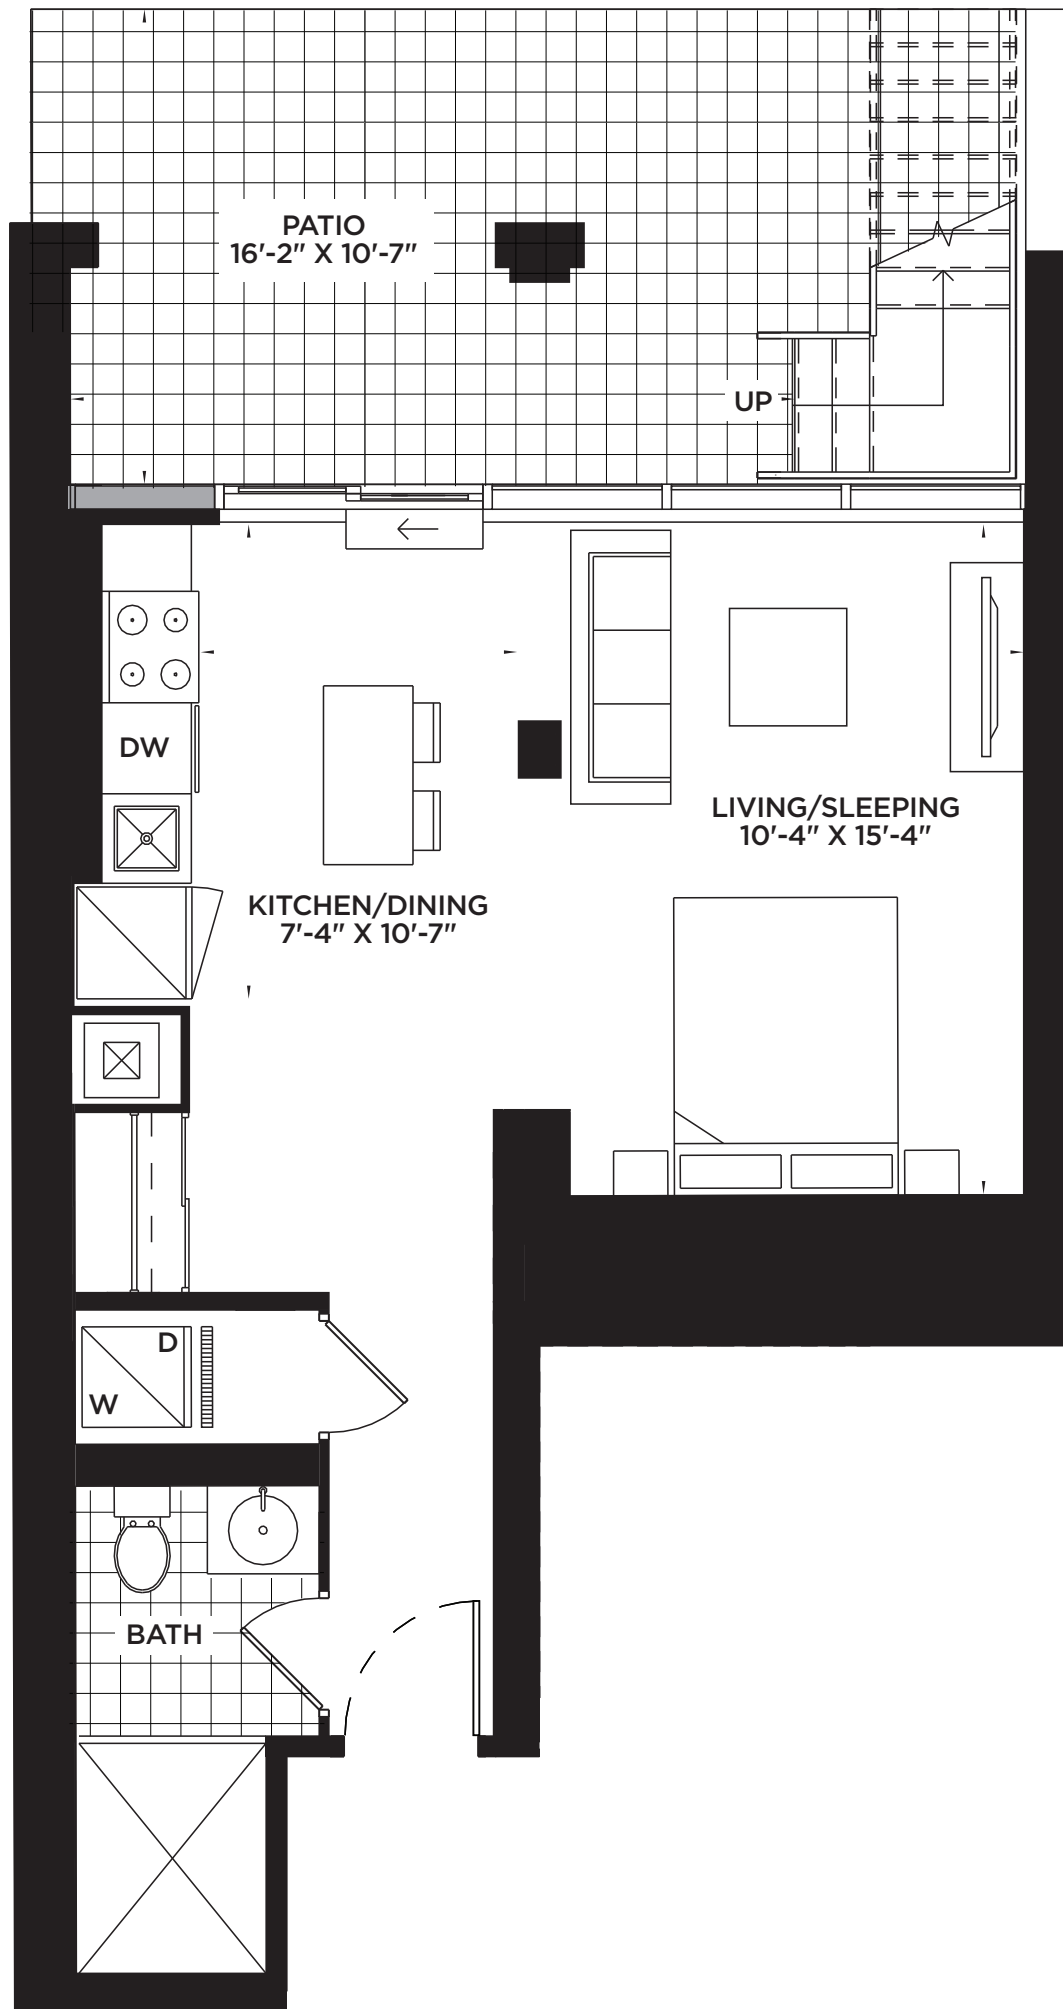 PATIO
16'-2" X 10'-7"
UP
DW
LIVING/SLEEPING
10'-4" X 15'-4"
KITCHEN/DINING
7'-4" X 10'-7"
D
W
BATH